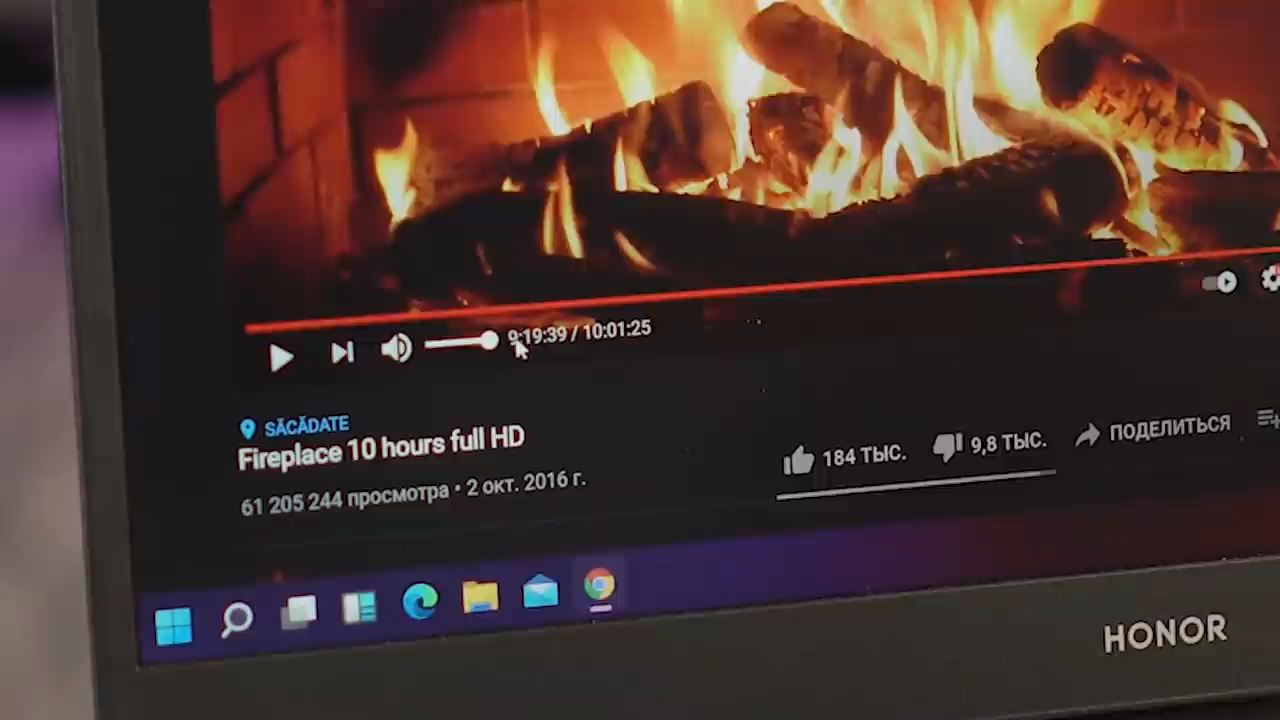 9:19:39 / 10:01:25
SĂCĂDATE
Fireplace 10 hours full HD
61 205 244 просмотра • 2 окт. 2016 г.
184 ТЫС.
9,8 ТЫС.
ПОДЕЛИТЬСЯ
HONOR